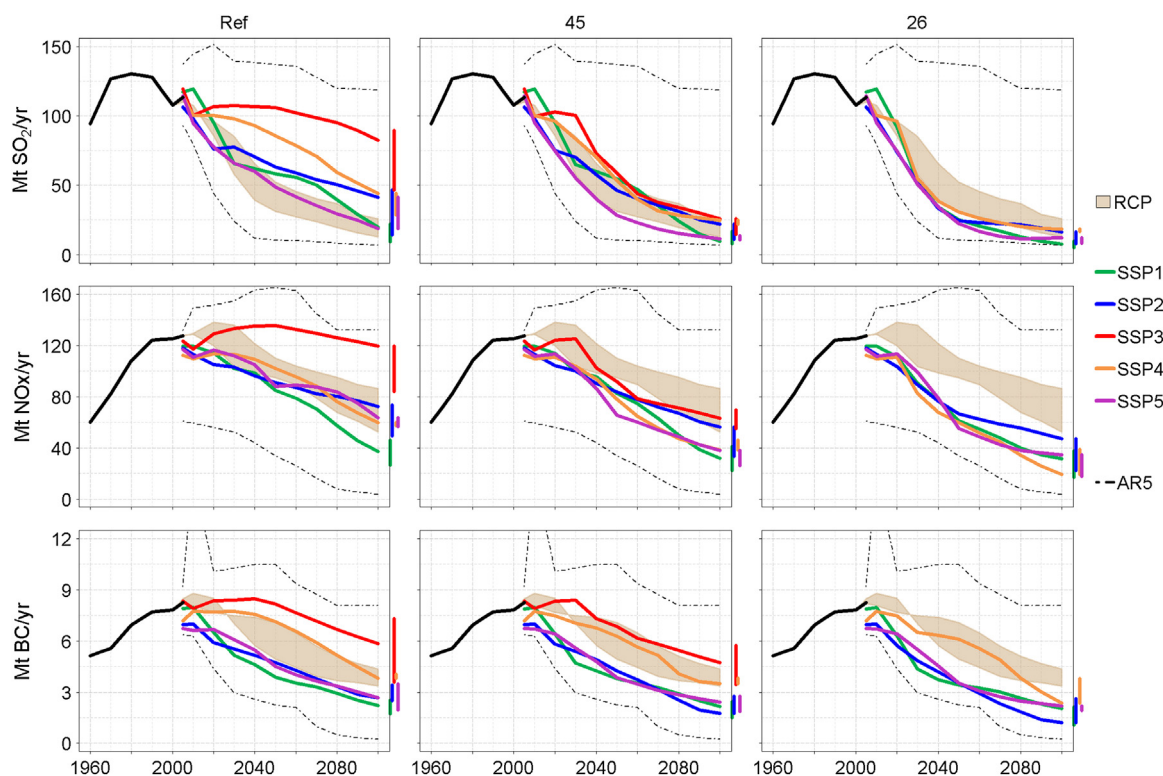 Ref 45 26
Mt SO2/yr
150
100
50
0
RCP
SSP1
SSP2
SSP3
SSP4
SSP5
AR5
Mt NOx/yr
160
120
80
40
0
Mt BC/yr
12
9
6
3
0
1960 2000 2040 2080 1960 2000 2040 2080 1960 2000 2040 2080